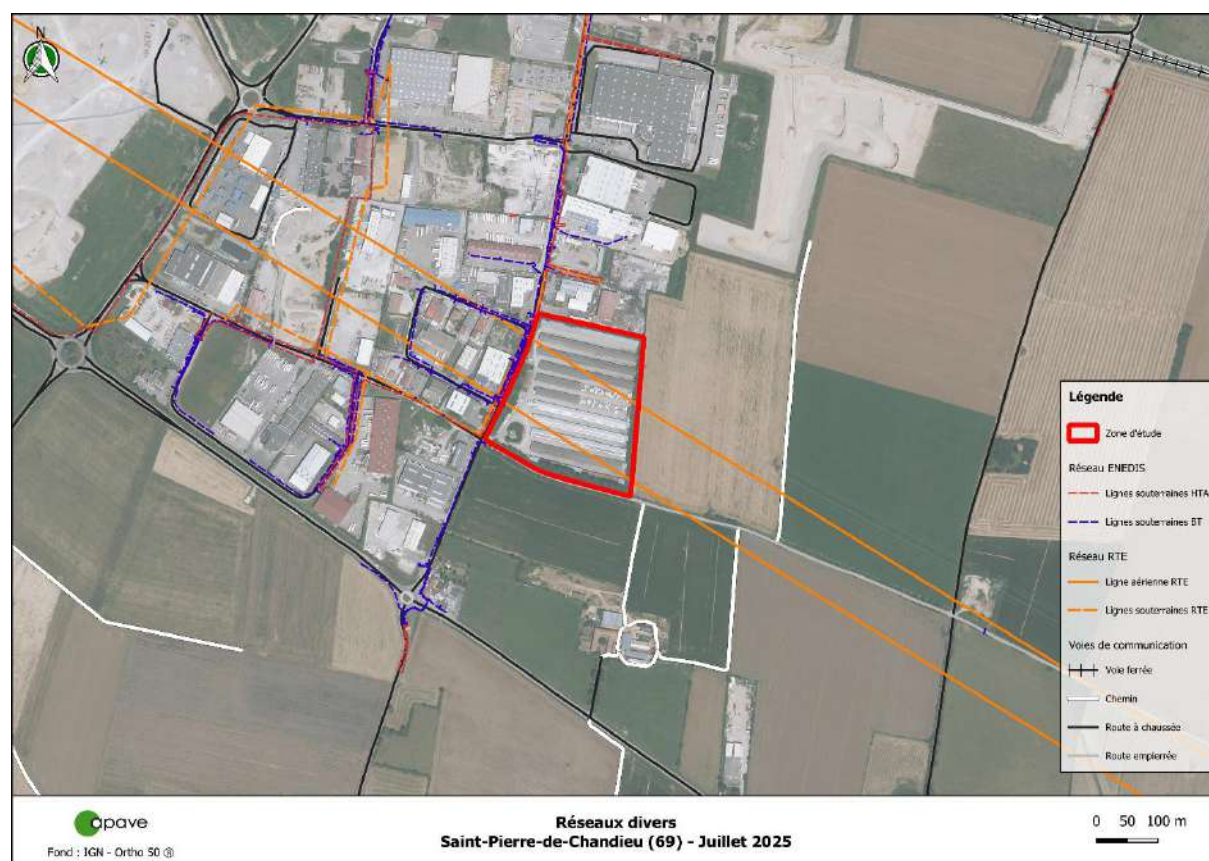 N
Légende
Zone d'étude
Réseau ENEDIS
Lignes souterraines HTA
Lignes souterraines BT
Réseau RTE
Ligne aérienne RTE
Lignes souterraines RTE
Voies de communication
Voie ferrée
Chemin
Route à chaussée
Route empierrée
apave
Fond : IGN - Ortho 50 ®
Réseaux divers
Saint-Pierre-de-Chandieu (69) - Juillet 2025
0 50 100 m